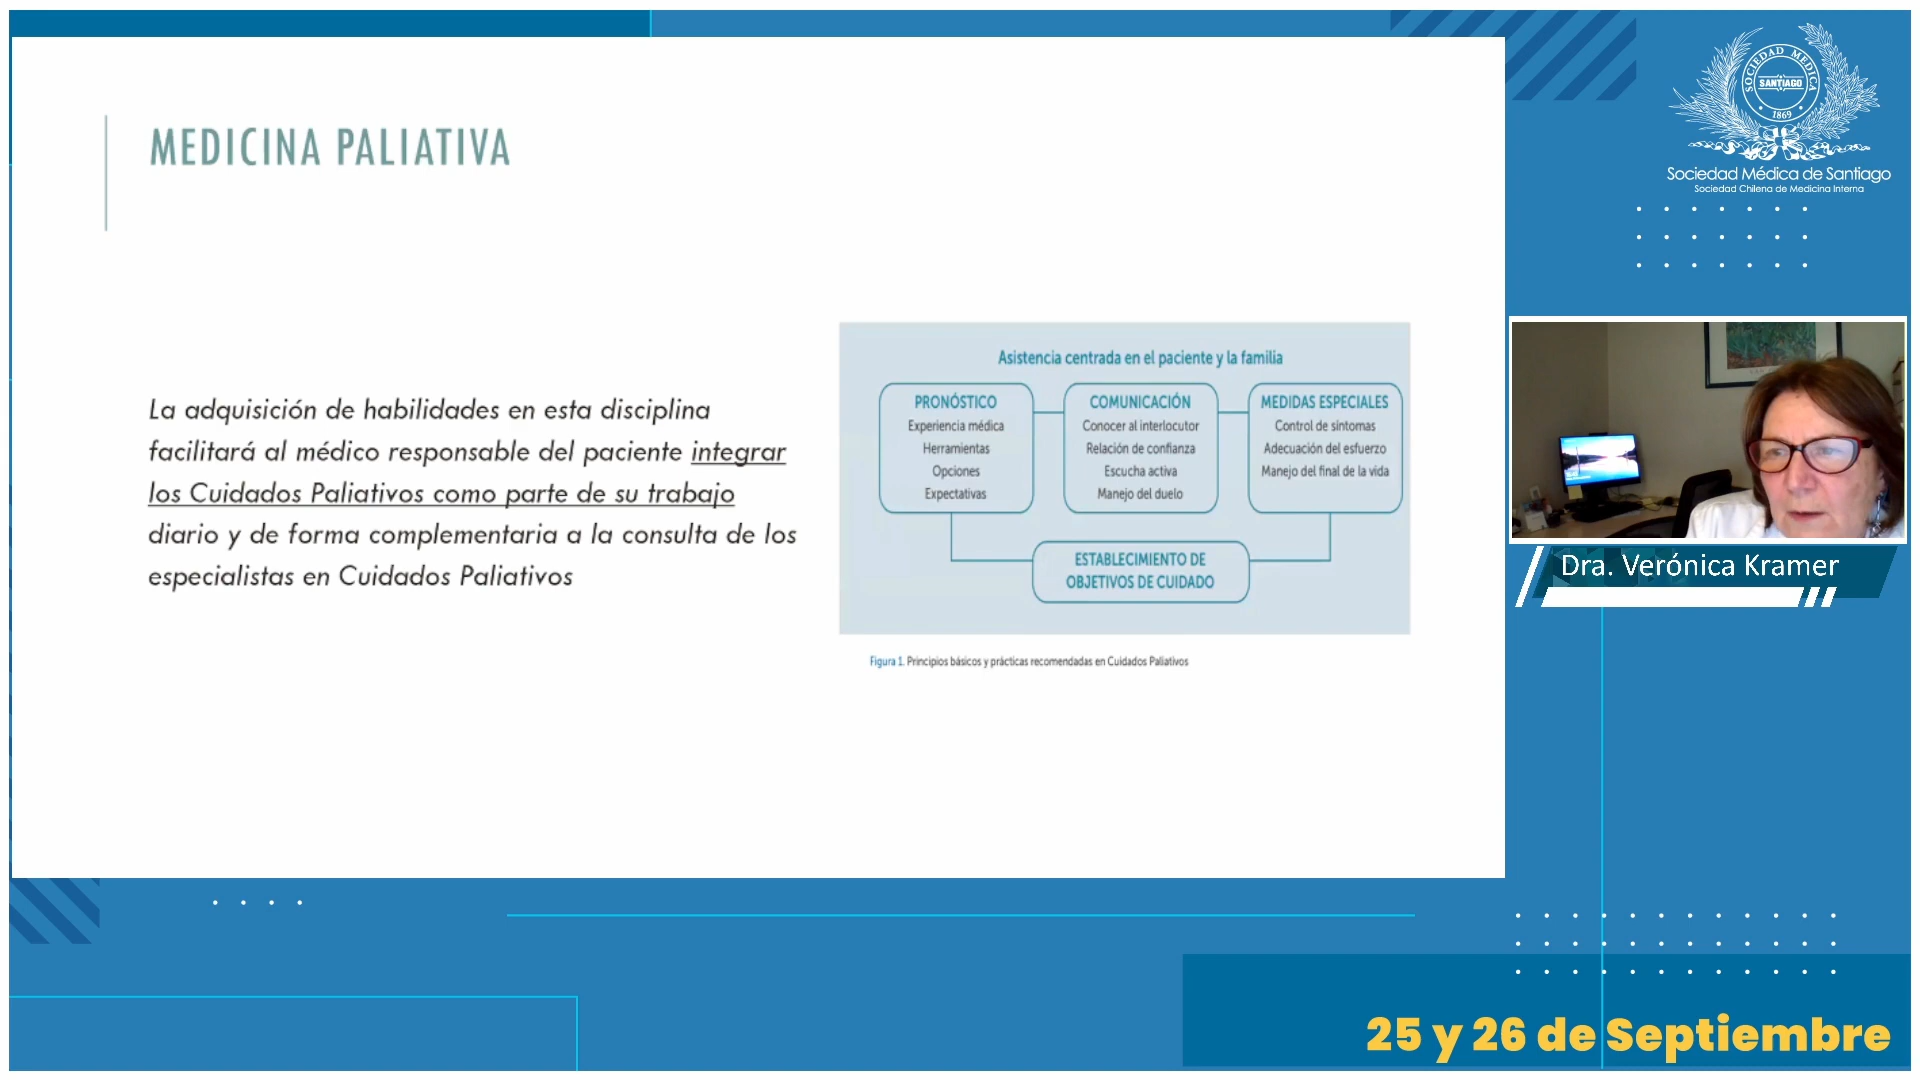 MEDICINA PALIATIVA
La adquisición de habilidades en esta disciplina
facilitará al médico responsable del paciente integrar
los Cuidados Paliativos como parte de su trabajo
diario y de forma complementaria a la consulta de los
especialistas en Cuidados Paliativos
Asistencia centrada en el paciente y la familia
PRONÓSTICO
Experiencia médica
Herramientas
Opciones
Expectativas
COMUNICACIÓN
Conocer al interlocutor
Relación de confianza
Escucha activa
Manejo del duelo
MEDIDAS ESPECIALES
Control de síntomas
Adecuación del esfuerzo
Manejo del final de la vida
ESTABLECIMIENTO DE
OBJETIVOS DE CUIDADO
Figura 1. Principios básicos y prácticas recomendadas en Cuidados Paliativos
SOCIEDAD MEDICA
SANTIAGO
1869
Sociedad Médica de Santiago
Sociedad Chilena de Medicina Interna
Dra. Verónica Kramer
25 y 26 de Septiembre